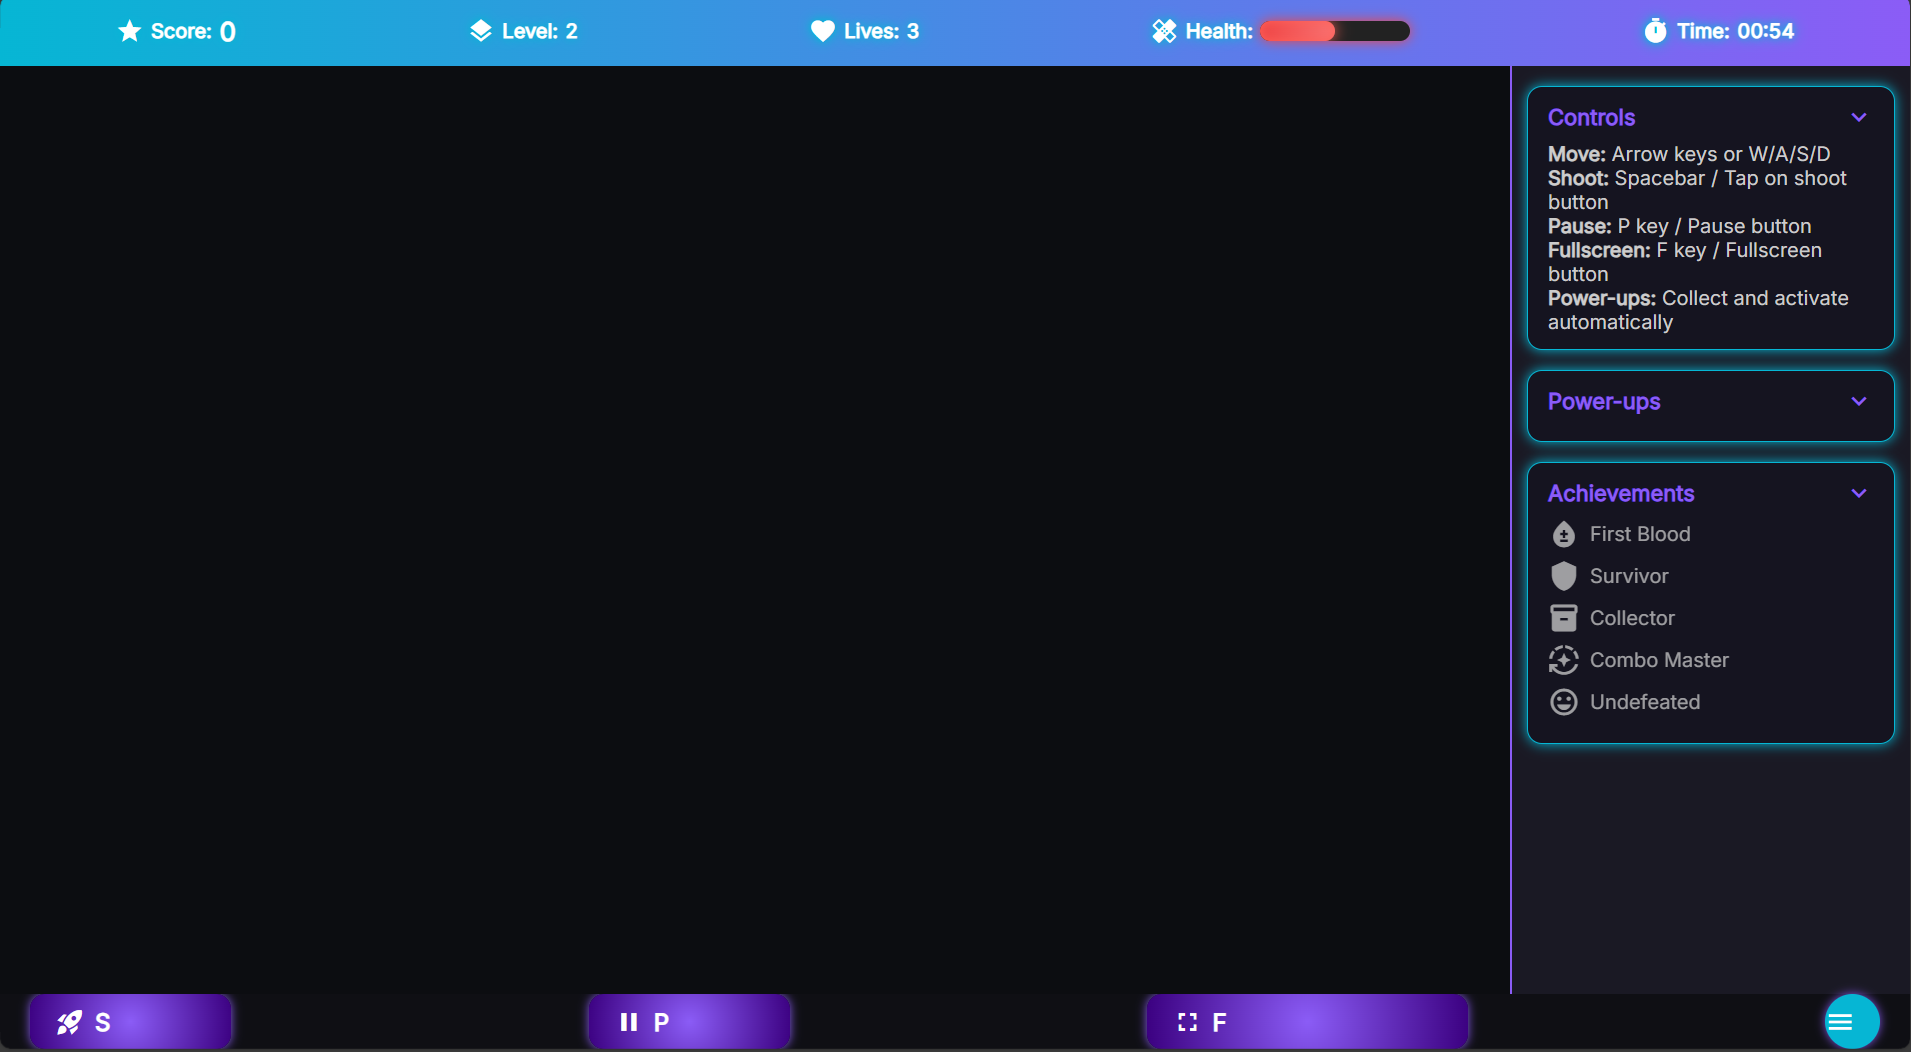 Score: 0
Level: 2
Lives: 3
Health:
Time: 00:54
Controls
Move: Arrow keys or W/A/S/D
Shoot: Spacebar / Tap on shoot
button
Pause: P key / Pause button
Fullscreen: F key / Fullscreen
button
Power-ups: Collect and activate
automatically
Power-ups
Achievements
First Blood
Survivor
Collector
Combo Master
Undefeated
S
P
F